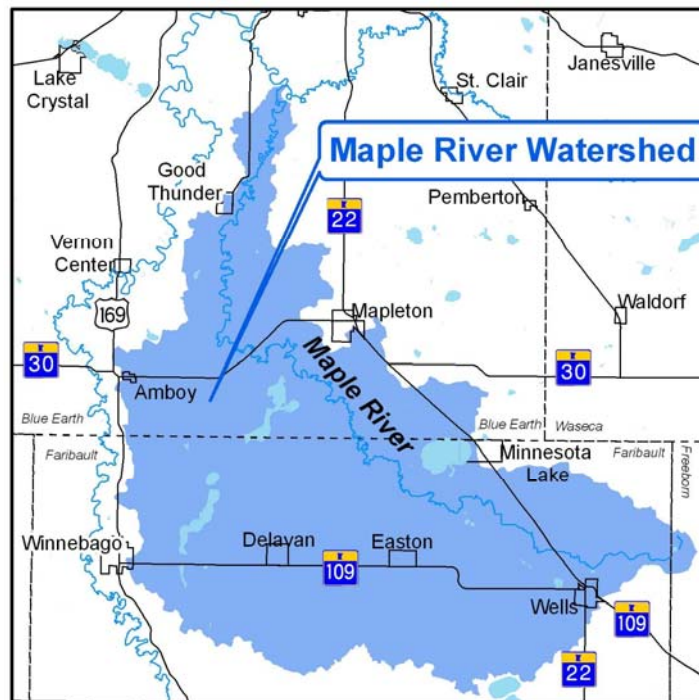 Lake
Crystal
St. Clair
Janesville
Maple River Watershed
Good
Thunder
22
Pemberton
Vernon
Center
169
Mapleton
Waldorf
30
Maple River
30
Amboy
Blue Earth
Blue Earth
Waseca
Faribault
Minnesota
Lake
Faribault
Freeborn
Winnebago
Delavan
Easton
109
Wells
109
22